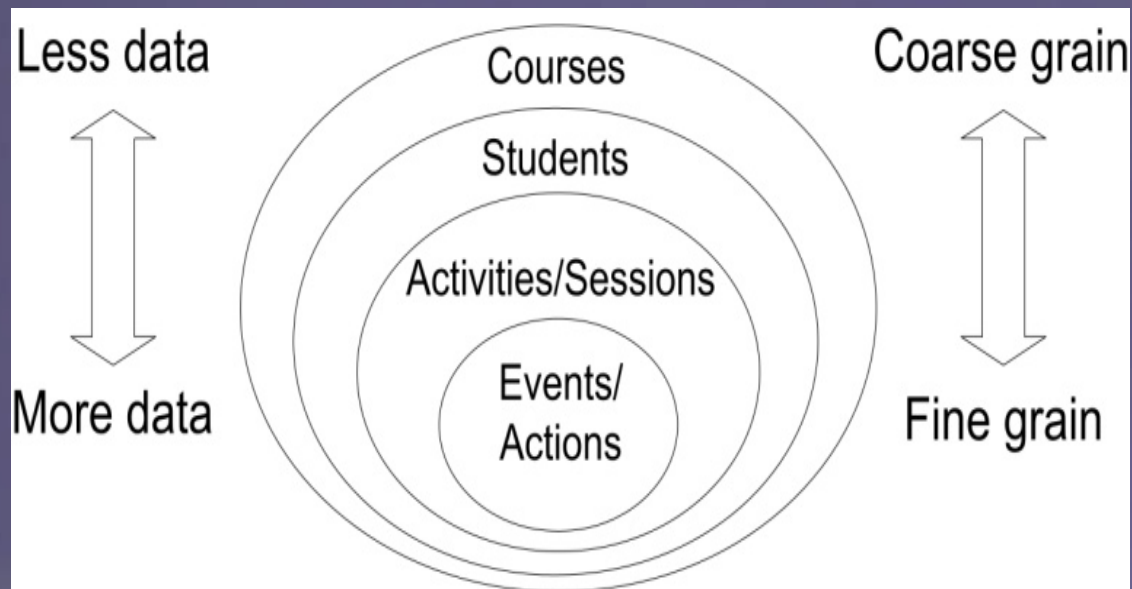 Less data
Courses
Coarse grain
Students
Activities/Sessions
Events/
Actions
More data
Fine grain